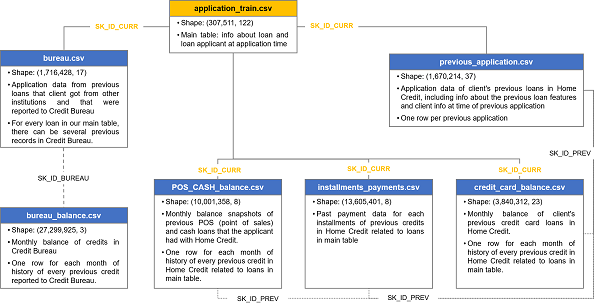 application_train.csv
• Shape: (307,511, 122)
• Main table: info about loan and
loan applicant at application time
SK_ID_CURR
SK_ID_CURR
bureau.csv
• Shape: (1,716,428, 17)
• Application data from previous
loans that client got from other
institutions and that were
reported to Credit Bureau
• For every loan in our main table,
there can be several previous
records in Credit Bureau.
previous_application.csv
• Shape: (1,670,214, 37)
• Application data of client's previous loans in Home
Credit, including info about the previous loan features
and client info at time of previous application
• One row per previous application
SK_ID_PREV
SK_ID_BUREAU
SK_ID_CURR
SK_ID_CURR
SK_ID_CURR
bureau_balance.csv
• Shape: (27,299,925, 3)
• Monthly balance of credits in
Credit Bureau
• One row for each month of
history of every previous credit
reported to Credit Bureau.
POS_CASH_balance.csv
• Shape: (10,001,358, 8)
• Monthly balance snapshots of
previous POS (point of sales)
and cash loans that the applicant
had with Home Credit.
• One row for each month of
history of every previous credit in
Home Credit related to loans in
main table.
installments_payments.csv
• Shape: (13,605,401, 8)
• Past payment data for each
installments of previous credits
in Home Credit related to loans
in main table
credit_card_balance.csv
• Shape: (3,840,312, 23)
• Monthly balance of client's
previous credit card loans in
Home Credit.
• One row for each month of
history of every previous credit in
Home Credit related to loans in
main table.
SK_ID_PREV
SK_ID_PREV